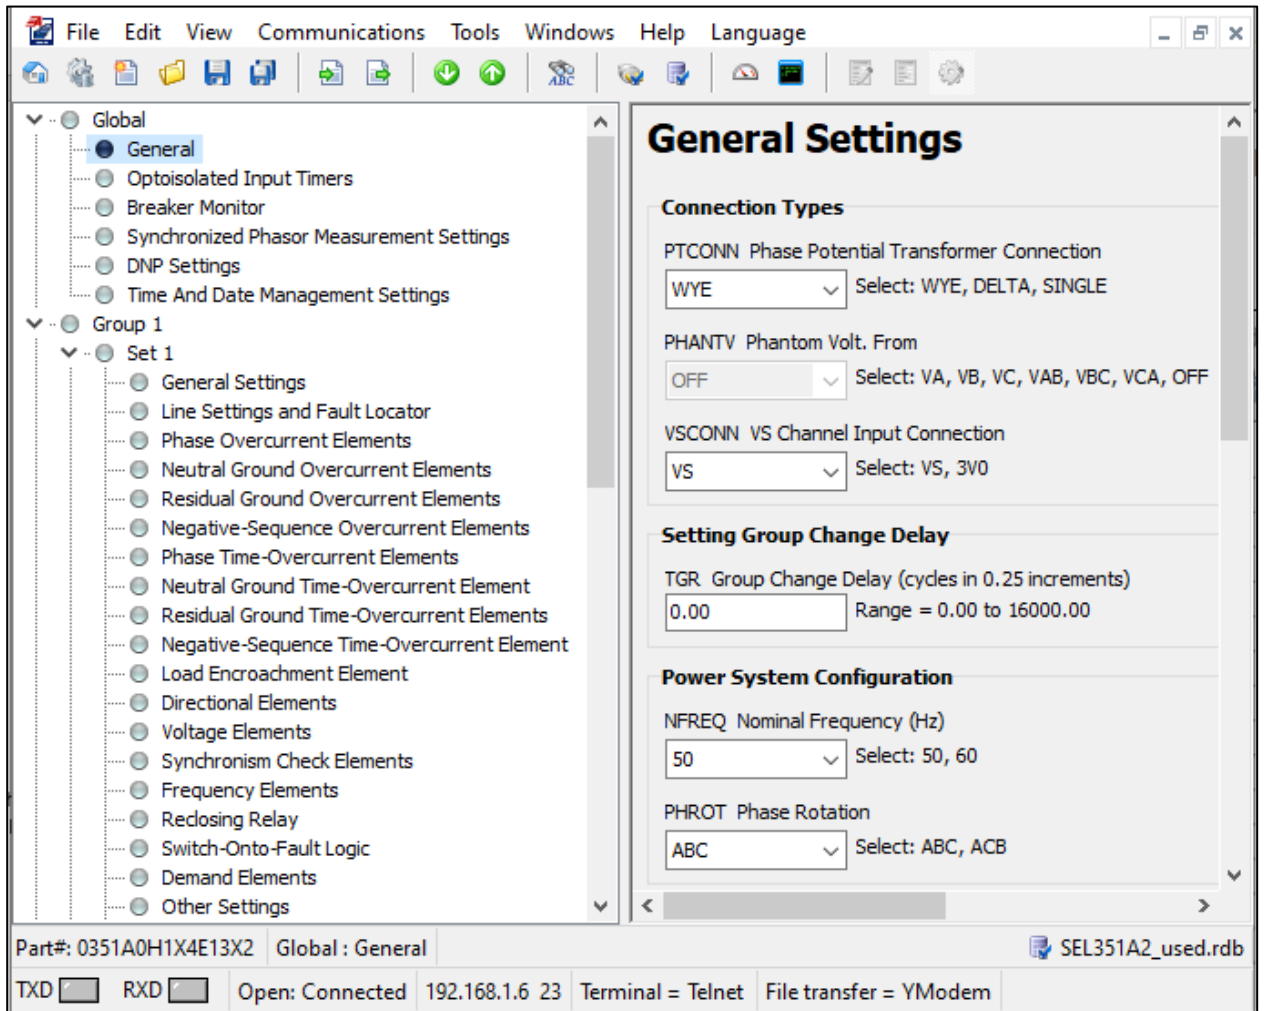 File Edit View Communications Tools Windows Help Language
ABC
Global
General
Optoisolated Input Timers
Breaker Monitor
Synchronized Phasor Measurement Settings
DNP Settings
Time And Date Management Settings
Group 1
Set 1
General Settings
Line Settings and Fault Locator
Phase Overcurrent Elements
Neutral Ground Overcurrent Elements
Residual Ground Overcurrent Elements
Negative-Sequence Overcurrent Elements
Phase Time-Overcurrent Elements
Neutral Ground Time-Overcurrent Element
Residual Ground Time-Overcurrent Elements
Negative-Sequence Time-Overcurrent Element
Load Encroachment Element
Directional Elements
Voltage Elements
Synchronism Check Elements
Frequency Elements
Reclosing Relay
Switch-Onto-Fault Logic
Demand Elements
Other Settings
General Settings
Connection Types
PTCONN Phase Potential Transformer Connection
WYE Select: WYE, DELTA, SINGLE
PHANTV Phantom Volt. From
OFF Select: VA, VB, VC, VAB, VBC, VCA, OFF
VSCONN VS Channel Input Connection
VS Select: VS, 3V0
Setting Group Change Delay
TGR Group Change Delay (cycles in 0.25 increments)
0.00 Range = 0.00 to 16000.00
Power System Configuration
NFREQ Nominal Frequency (Hz)
50 Select: 50, 60
PHROT Phase Rotation
ABC Select: ABC, ACB
Part#: 0351A0H1X4E13X2 Global : General SEL351A2_used.rdb
TXD RXD Open: Connected 192.168.1.6 23 Terminal = Telnet File transfer = YModem